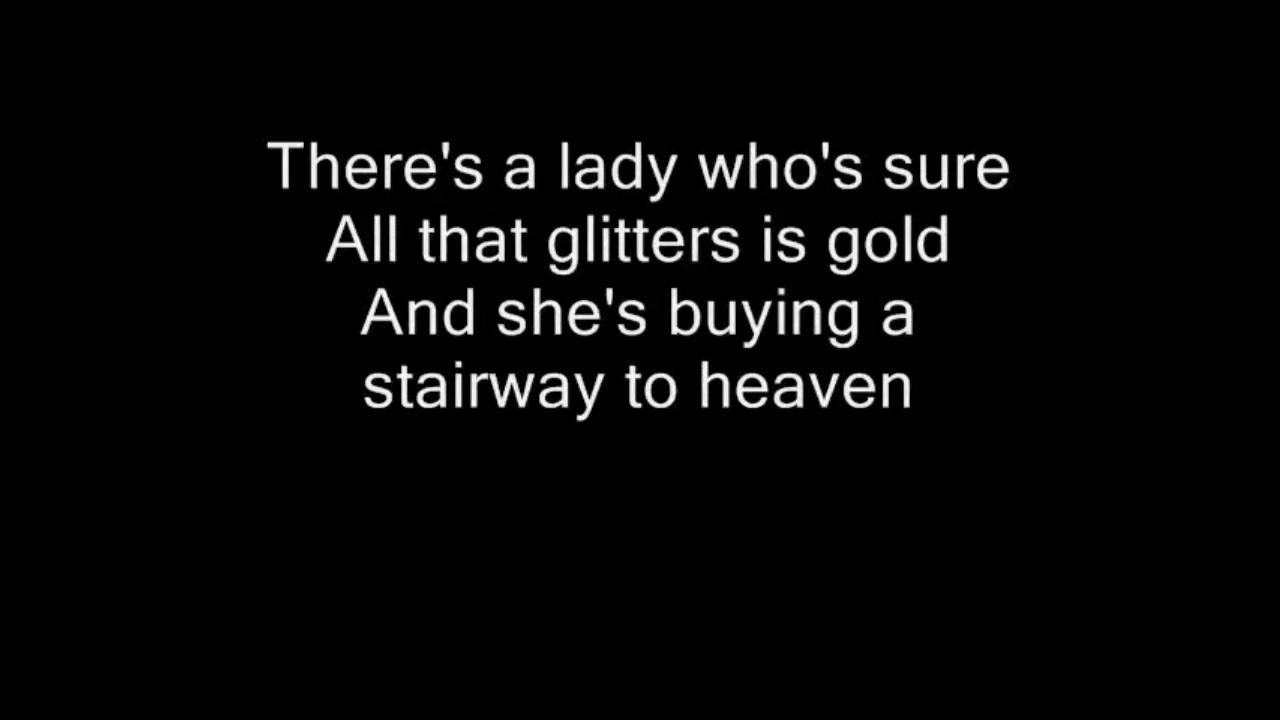 There's a lady who's sure
All that glitters is gold
And she's buying a
stairway to heaven